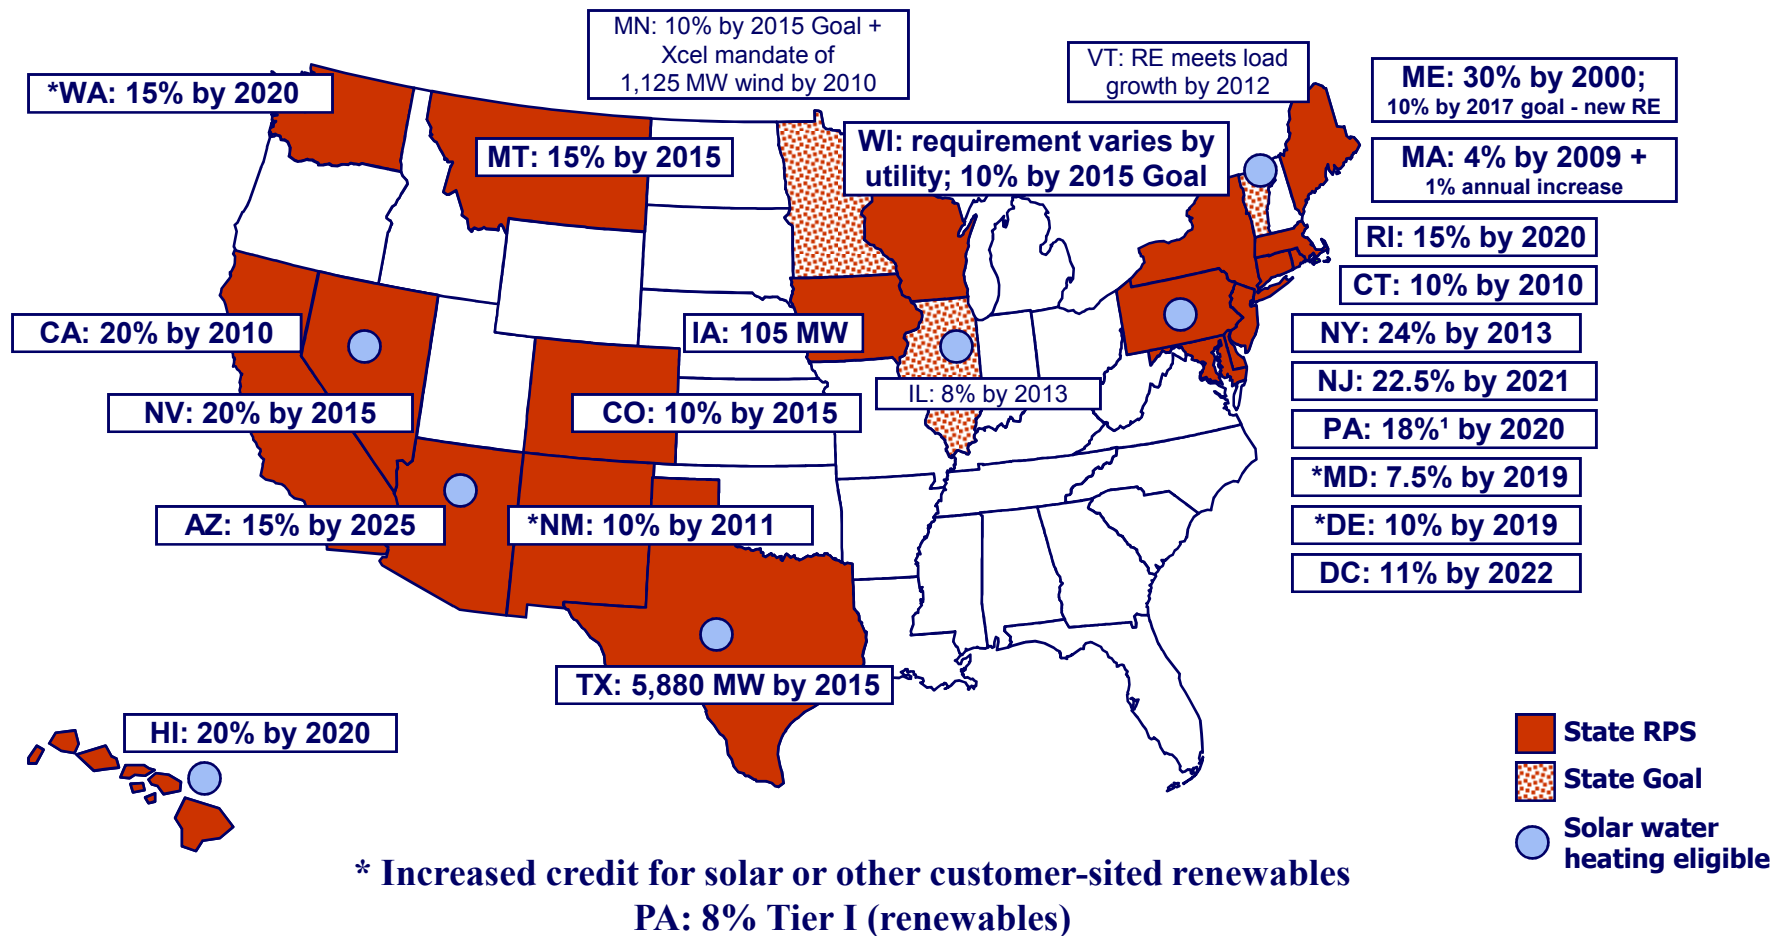 MN: 10% by 2015 Goal +
Xcel mandate of
1,125 MW wind by 2010
VT: RE meets load
growth by 2012
*WA: 15% by 2020
ME: 30% by 2000;
10% by 2017 goal - new RE
MT: 15% by 2015
WI: requirement varies by
utility; 10% by 2015 Goal
MA: 4% by 2009 +
1% annual increase
RI: 15% by 2020
CT: 10% by 2010
CA: 20% by 2010
IA: 105 MW
NY: 24% by 2013
NV: 20% by 2015
CO: 10% by 2015
IL: 8% by 2013
NJ: 22.5% by 2021
PA: 18%¹ by 2020
*MD: 7.5% by 2019
AZ: 15% by 2025
*NM: 10% by 2011
*DE: 10% by 2019
DC: 11% by 2022
TX: 5,880 MW by 2015
HI: 20% by 2020
State RPS
State Goal
Solar water
heating eligible
* Increased credit for solar or other customer-sited renewables
PA: 8% Tier I (renewables)